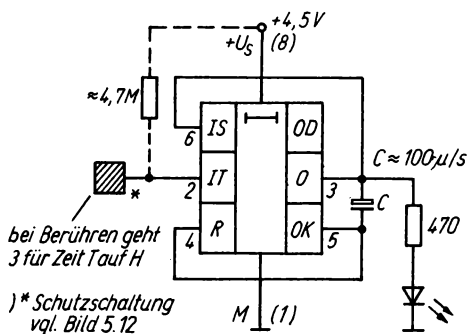 +4,5V
+U_S (8)
≈4,7M
6 IS OD
IT O
2 3
C ≈ 100µ/s
R OK
4 5
C
470
*
bei Berühren geht
3 für Zeit T auf H
)* Schutzschaltung
vgl. Bild 5.12
M (1)